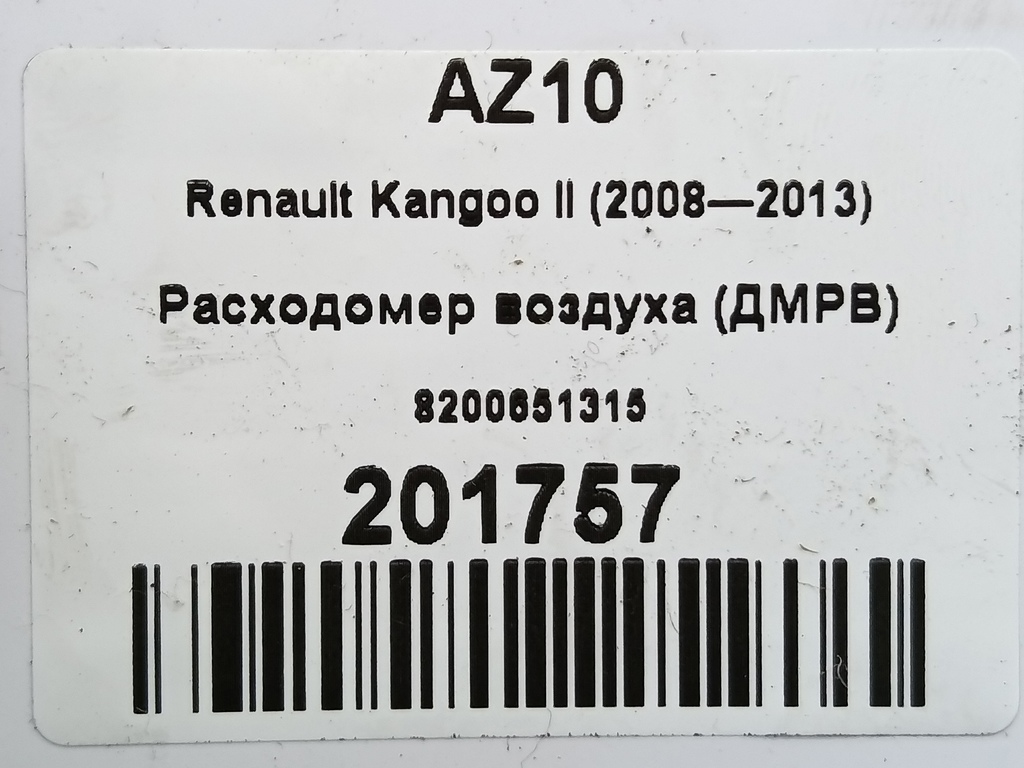 AZ10
Renault Kangoo II (2008—2013)
Расходомер воздуха (ДМРВ)
8200651315
201757